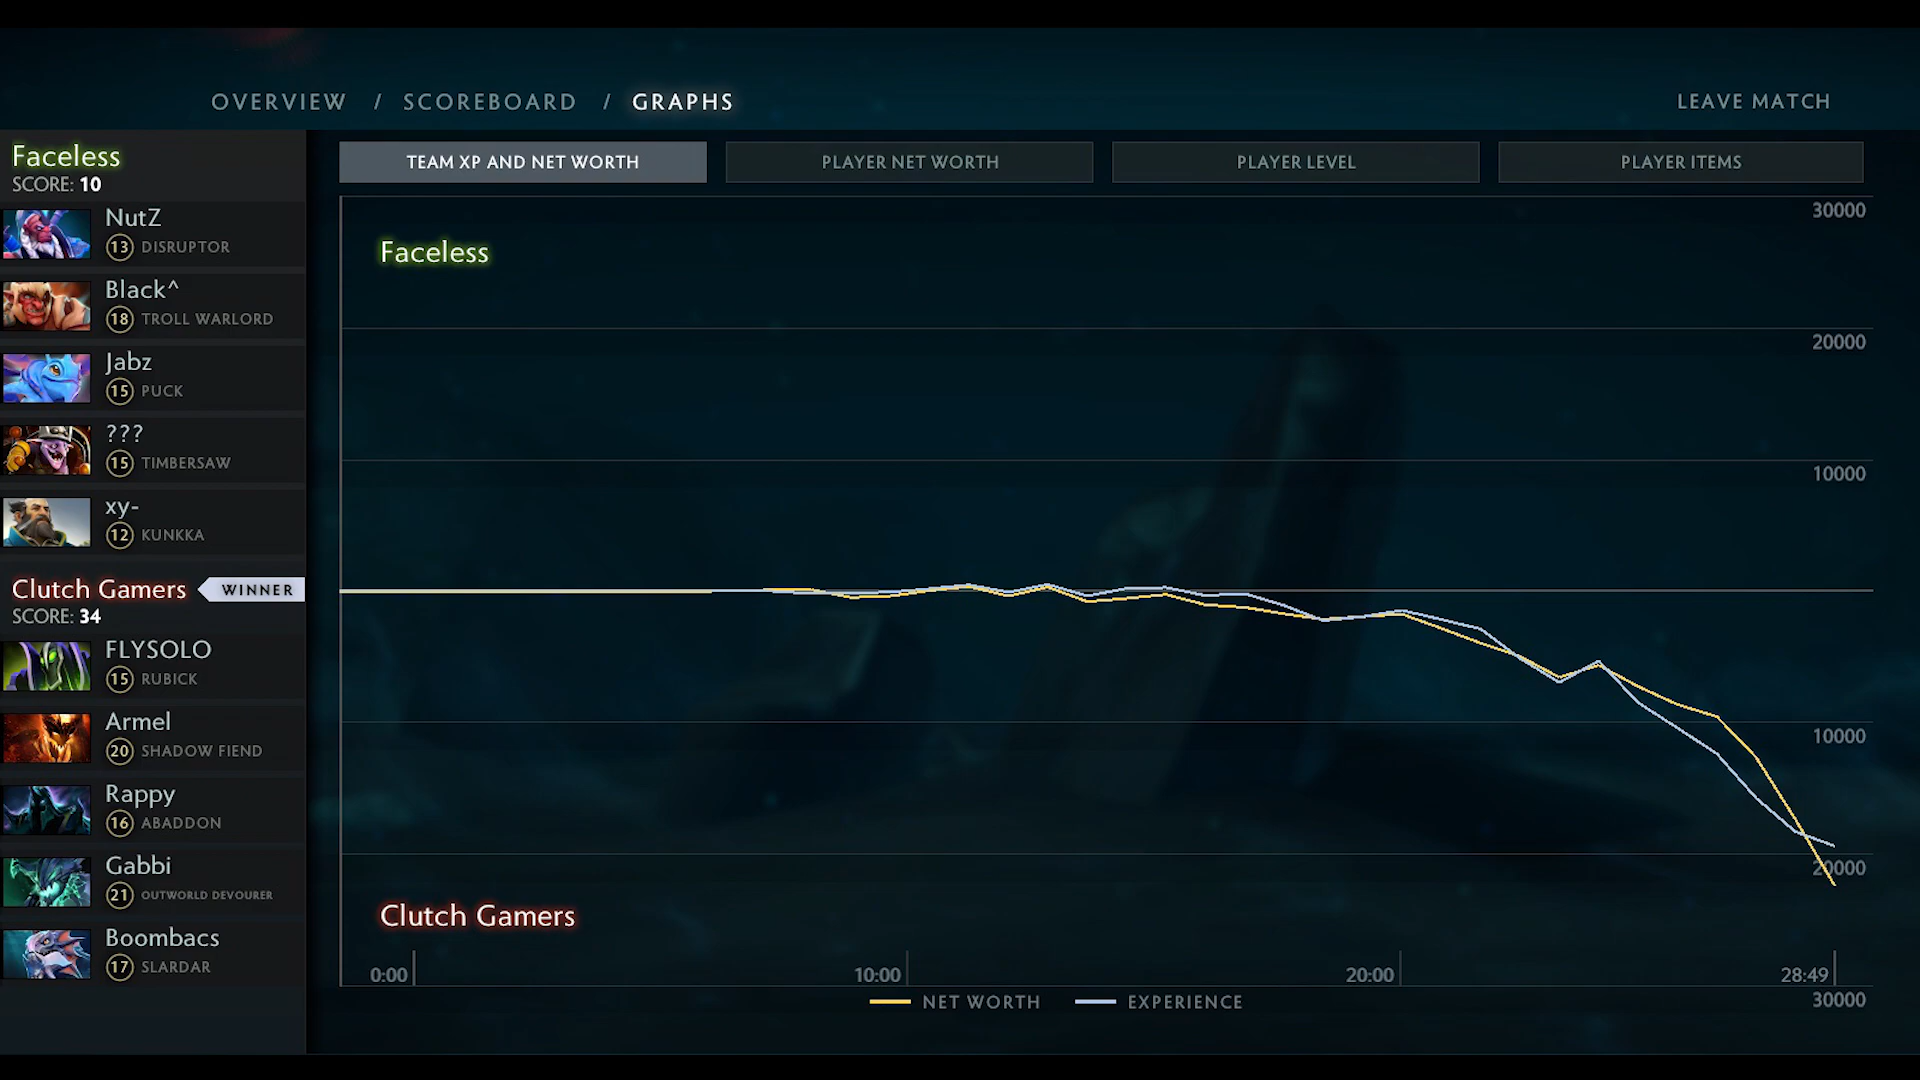 OVERVIEW / SCOREBOARD / GRAPHS
LEAVE MATCH
Faceless
SCORE: 10
NutZ
13 DISRUPTOR
Black^
18 TROLL WARLORD
Jabz
15 PUCK
???
15 TIMBERSAW
xy-
12 KUNKKA
Clutch Gamers WINNER
SCORE: 34
FLYSOLO
15 RUBICK
Armel
20 SHADOW FIEND
Rappy
16 ABADDON
Gabbi
21 OUTWORLD DEVOURER
Boombacs
17 SLARDAR
TEAM XP AND NET WORTH
PLAYER NET WORTH
PLAYER LEVEL
PLAYER ITEMS
Faceless
30000
20000
10000
10000
20000
30000
Clutch Gamers
0:00
10:00
20:00
28:49
NET WORTH
EXPERIENCE